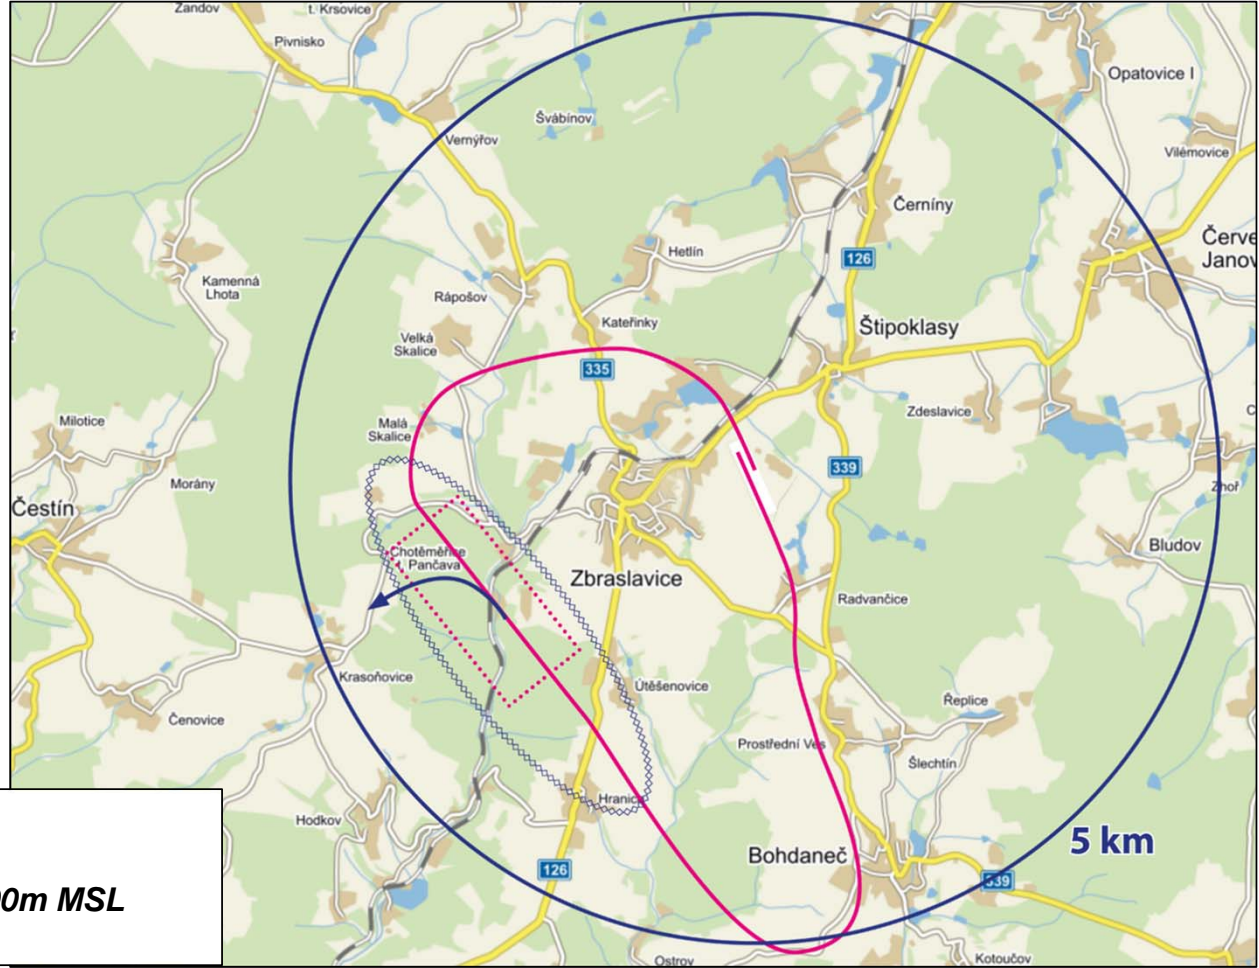 Zandov
t. Krsovice
Pivnisko
Opatovice I
Švábínov
Vernýřov
Vilémovice
Černíny
Červe
Janov
Hetlín
126
Kamenná
Lhota
Rápošov
Kateřinky
Štipoklasy
Velká
Skalice
335
Zdeslavice
Milotice
Malá
Skalice
339
Morány
Zhoř
Čestín
Bludov
Chotěměřice
Pančava
Zbraslavice
Radvančice
Krasoňovice
Útěšenovice
Řeplice
Čenovice
Prostřední Ves
Šlechtín
Hranice
Hodkov
5 km
Bohdaneč
126
339
0m MSL
Ostrov
Kotoučov